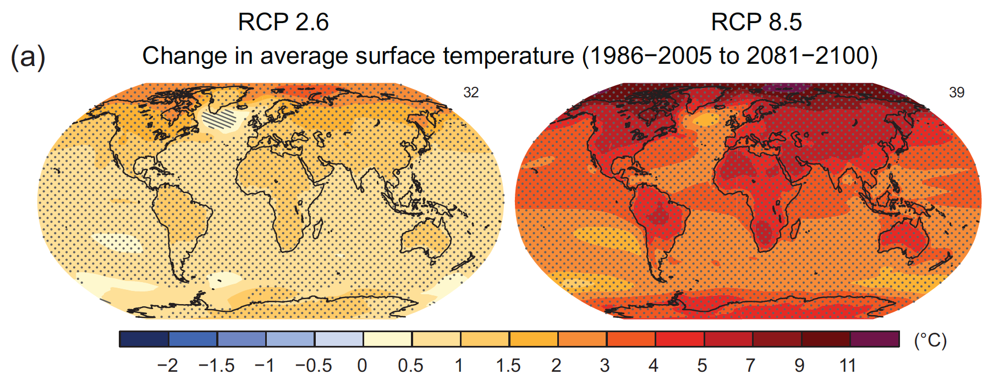 RCP 2.6 RCP 8.5
(a) Change in average surface temperature (1986−2005 to 2081−2100)
32 39
(°C)
−2 −1.5 −1 −0.5 0 0.5 1 1.5 2 3 4 5 7 9 11